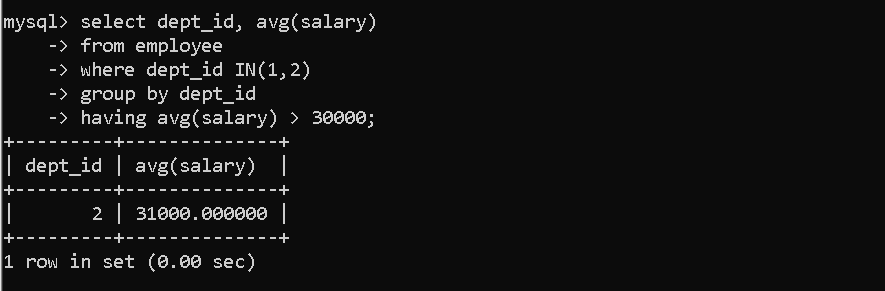 mysql> select dept_id, avg(salary)
    -> from employee
    -> where dept_id IN(1,2)
    -> group by dept_id
    -> having avg(salary) > 30000;
+---------+--------------+
| dept_id | avg(salary)  |
+---------+--------------+
|       2 | 31000.000000 |
+---------+--------------+
1 row in set (0.00 sec)